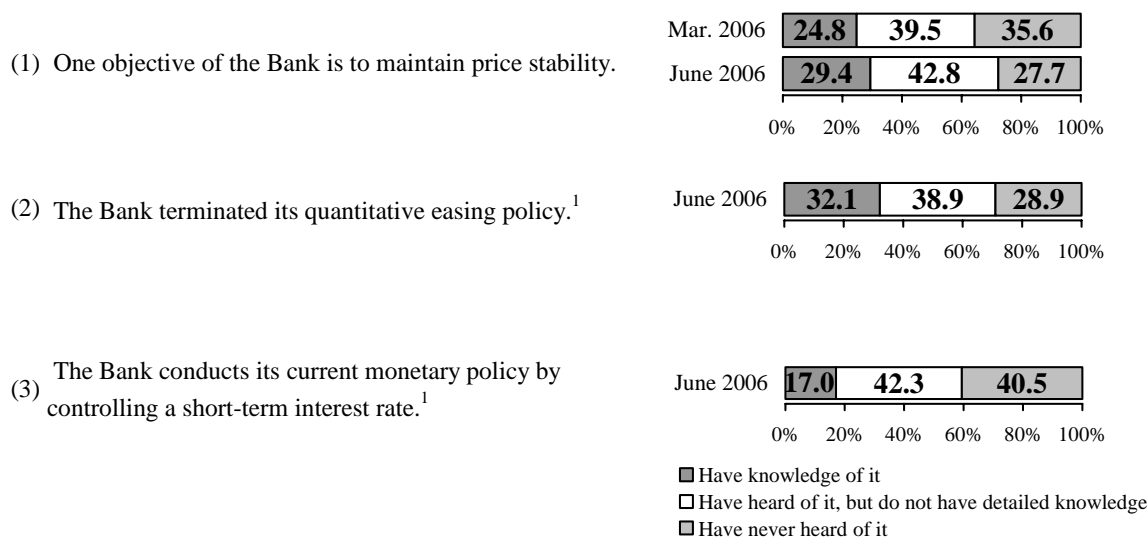 Mar. 2006 24.8 39.5 35.6
(1) One objective of the Bank is to maintain price stability.
June 2006 29.4 42.8 27.7
0% 20% 40% 60% 80% 100%
(2) The Bank terminated its quantitative easing policy.1
June 2006 32.1 38.9 28.9
0% 20% 40% 60% 80% 100%
(3) The Bank conducts its current monetary policy by
controlling a short-term interest rate.1
June 2006 17.0 42.3 40.5
0% 20% 40% 60% 80% 100%
Have knowledge of it
Have heard of it, but do not have detailed knowledge
Have never heard of it